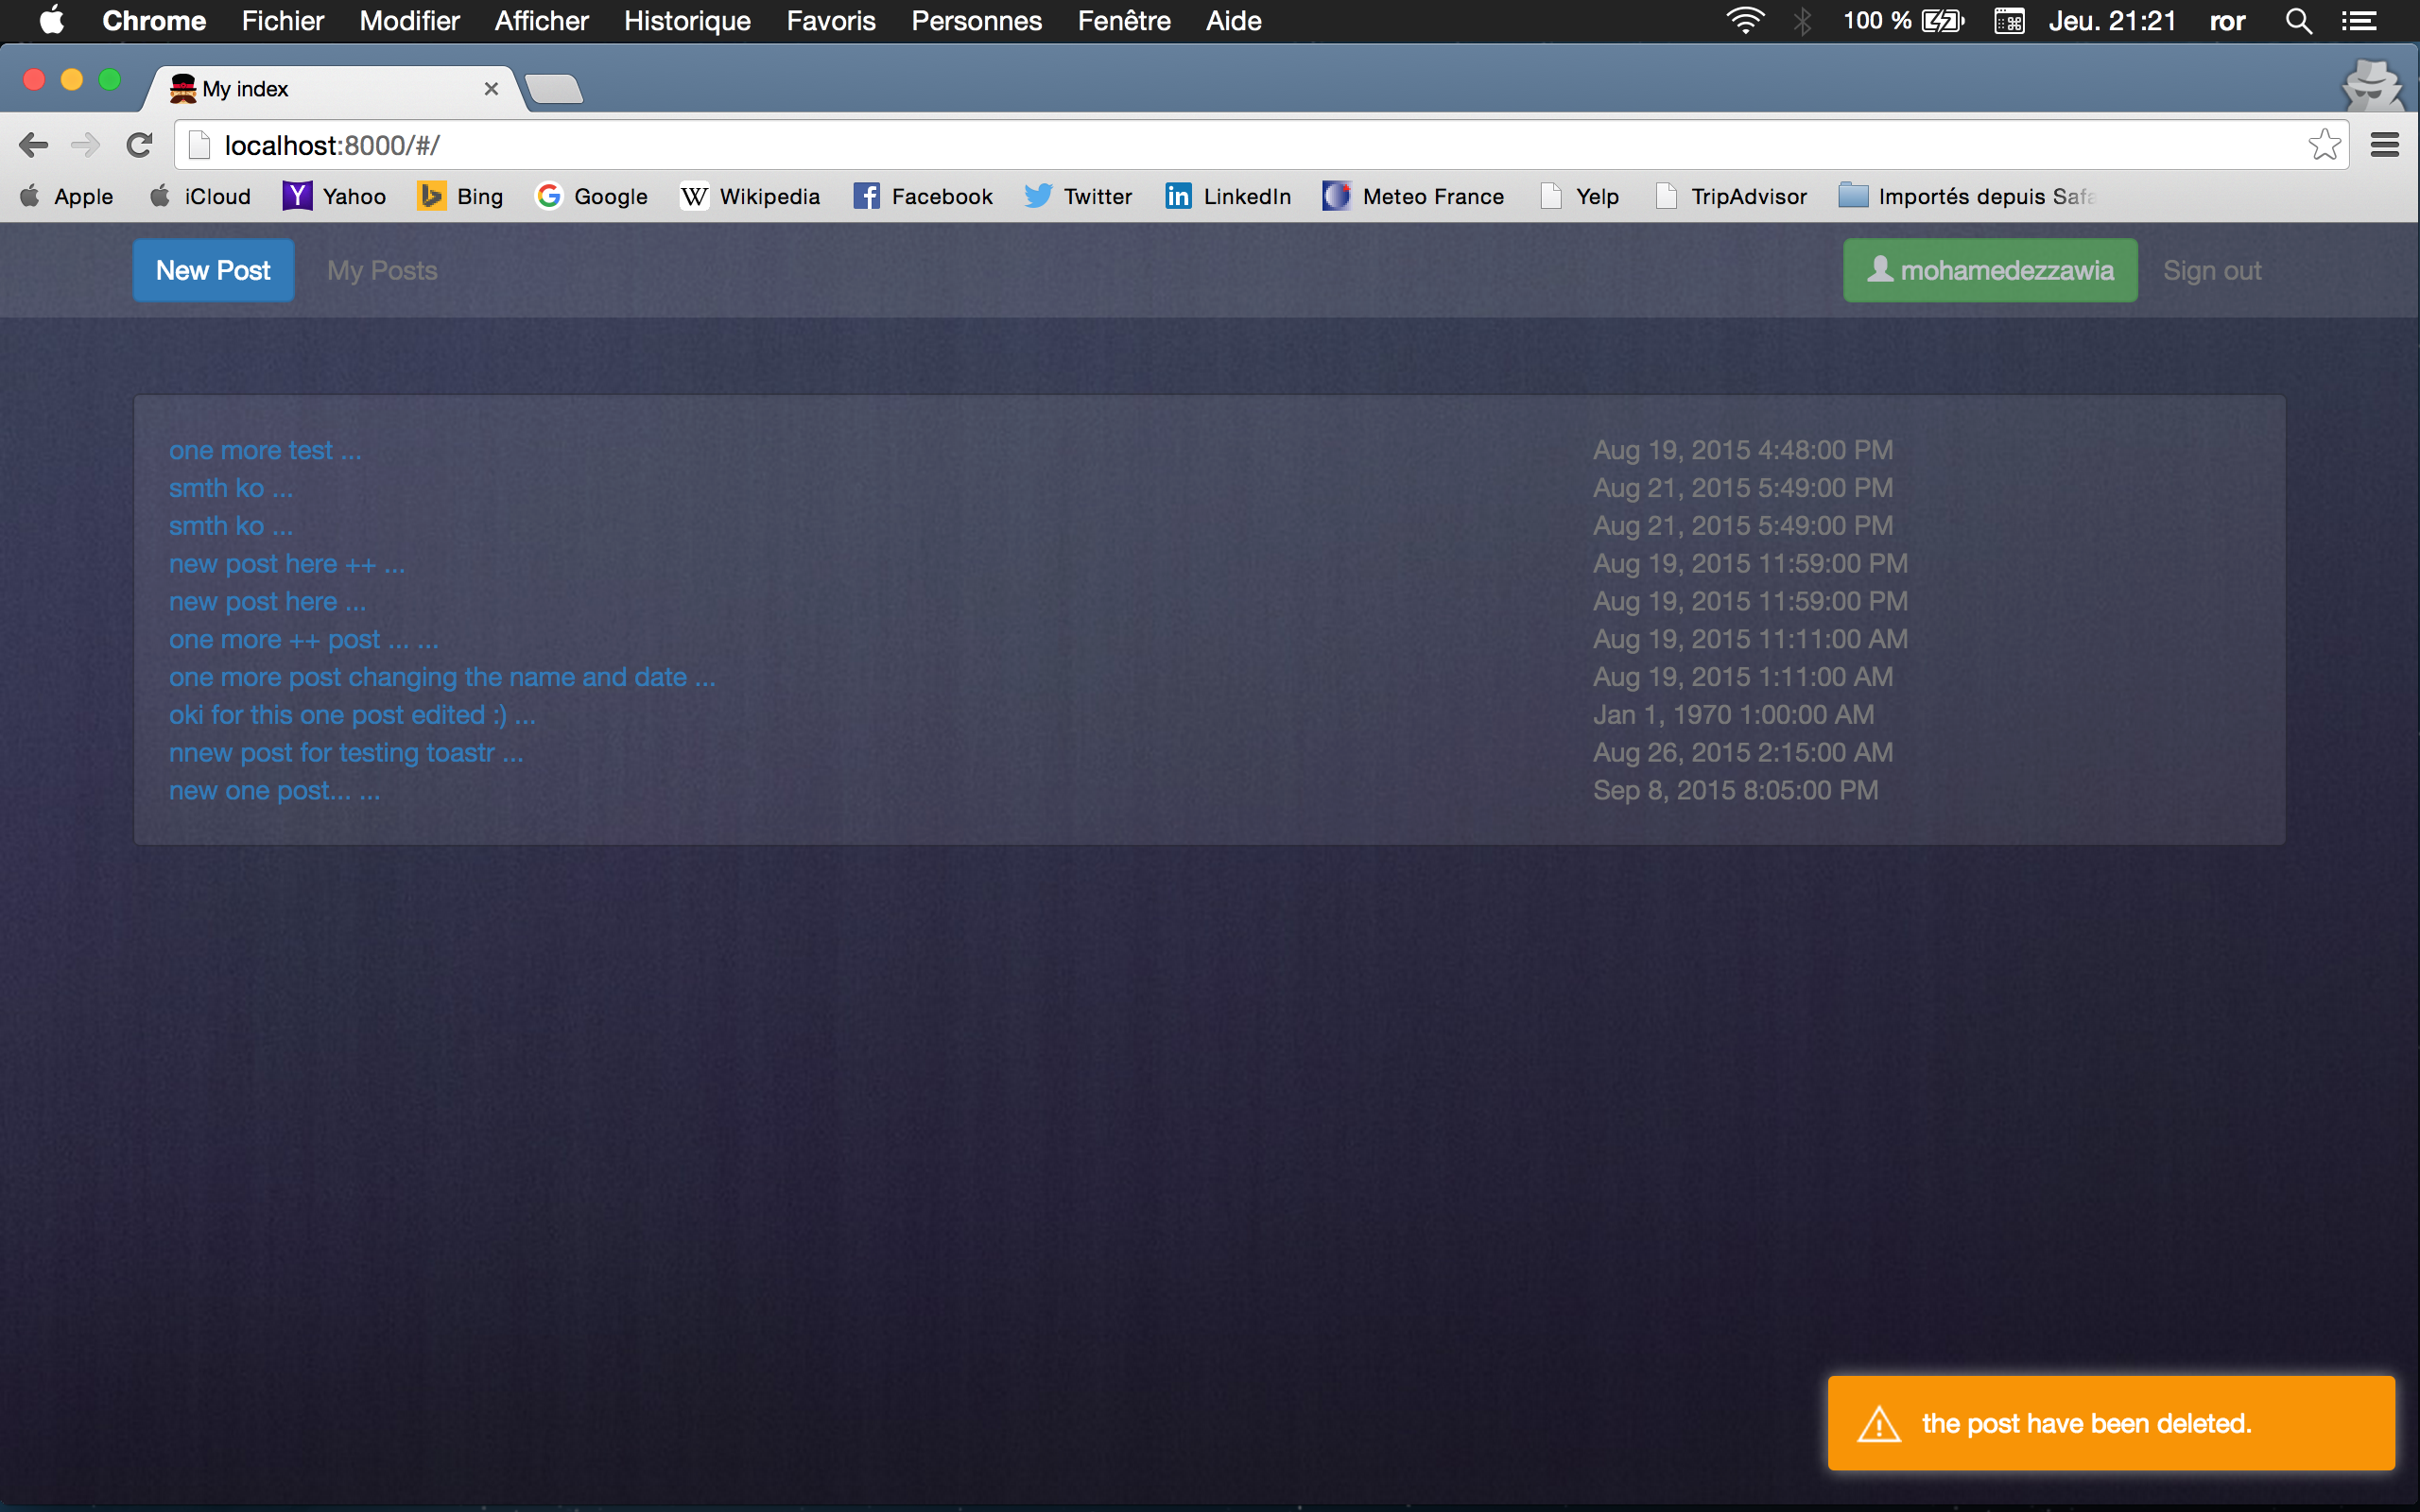 Chrome Fichier Modifier Afficher Historique Favoris Personnes Fenêtre Aide 100 % Jeu. 21:21 ror
My index
localhost:8000/#/
Apple iCloud Yahoo Bing Google Wikipedia Facebook Twitter LinkedIn Meteo France Yelp TripAdvisor Importés depuis Safa
New Post My Posts mohamedezzawia Sign out
one more test ... Aug 19, 2015 4:48:00 PM
smth ko ... Aug 21, 2015 5:49:00 PM
smth ko ... Aug 21, 2015 5:49:00 PM
new post here ++ ... Aug 19, 2015 11:59:00 PM
new post here ... Aug 19, 2015 11:59:00 PM
one more ++ post ... ... Aug 19, 2015 11:11:00 AM
one more post changing the name and date ... Aug 19, 2015 1:11:00 AM
oki for this one post edited :) ... Jan 1, 1970 1:00:00 AM
nnew post for testing toastr ... Aug 26, 2015 2:15:00 AM
new one post... ... Sep 8, 2015 8:05:00 PM
the post have been deleted.